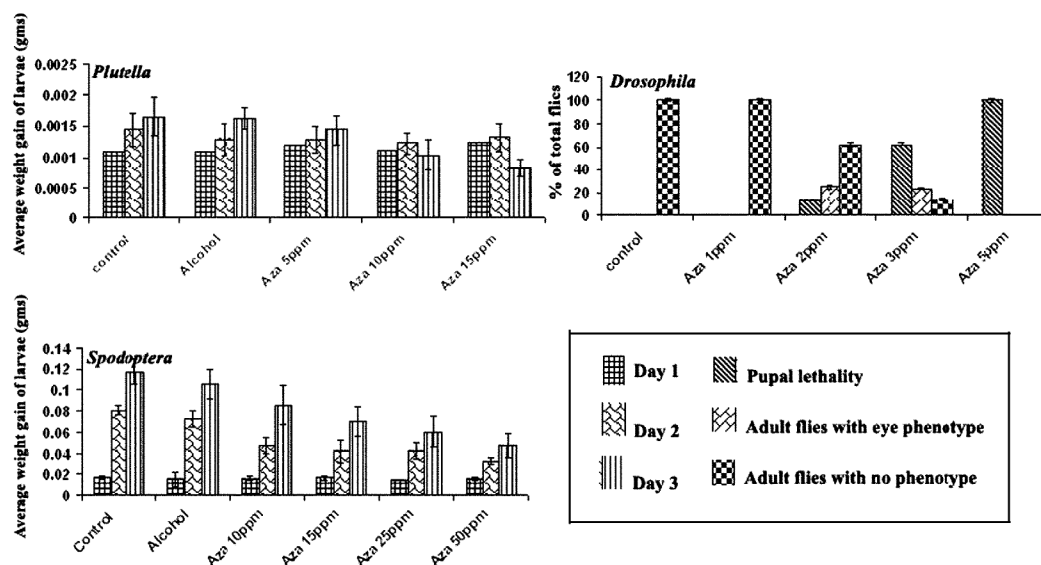 Average weight gain of larvae (gms)
Plutella
0.0025
0.002
0.0015
0.001
0.0005
0
control
Alcohol
Aza 5ppm
Aza 10ppm
Aza 15ppm
% of total flies
Drosophila
120
100
80
60
40
20
0
control
Aza 1ppm
Aza 2ppm
Aza 3ppm
Aza 5ppm
Average weight gain of larvae (gms)
Spodoptera
0.14
0.12
0.1
0.08
0.06
0.04
0.02
0
Control
Alcohol
Aza 10ppm
Aza 15ppm
Aza 25ppm
Aza 50ppm
Day 1
Pupal lethality
Day 2
Adult flies with eye phenotype
Day 3
Adult flies with no phenotype